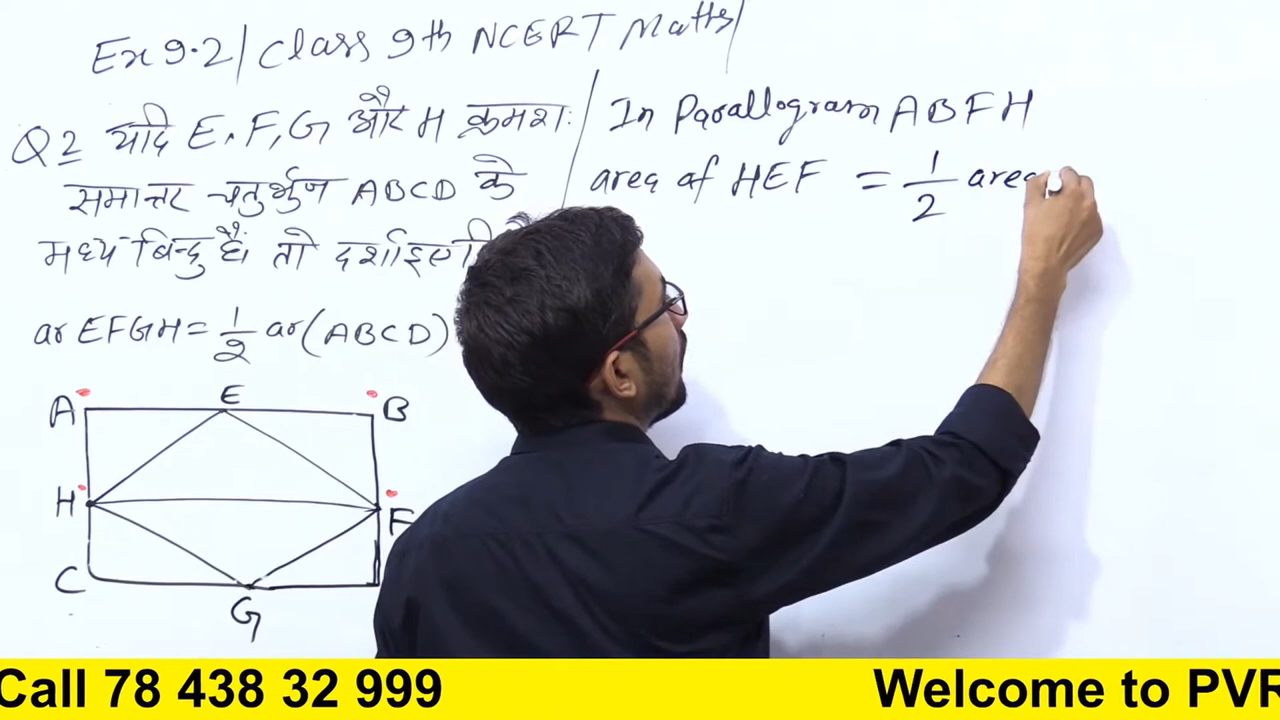 Ex 9.2 / Class 9th NCERT Maths /
Q2 यदि E, F, G और H क्रमशः
समान्तर चतुर्भुज ABCD के
मध्य बिन्दु हैं। तो दर्शाइए
ar EFGH = 1/2 ar (ABCD)
A E B
H F
C G
In Parallogram ABFH
area of HEF = 1/2 area
Call 78 438 32 999
Welcome to PVR